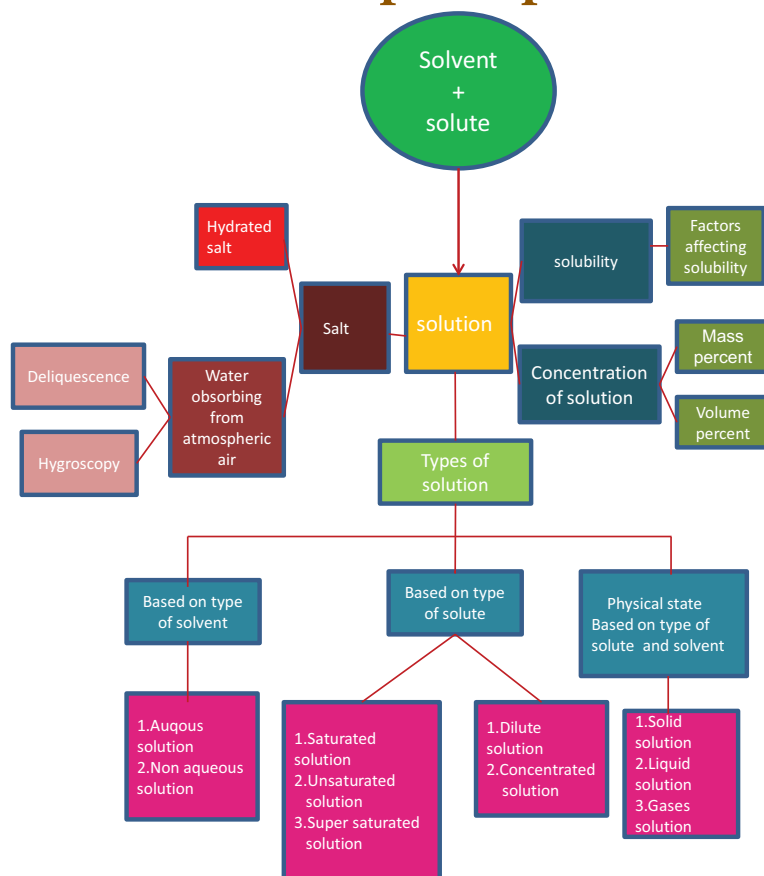 Solvent
+
solute
Hydrated
salt
Salt
solution
solubility
Factors
affecting
solubility
Concentration
of solution
Mass
percent
Volume
percent
Deliquescence
Hygroscopy
Water
obsorbing
from
atmospheric
air
Types of
solution
Based on type
of solvent
Based on type
of solute
Physical state
Based on type of
solute and solvent
1.Auqous
solution
2.Non aqueous
solution
1.Saturated
solution
2.Unsaturated
solution
3.Super saturated
solution
1.Dilute
solution
2.Concentrated
solution
1.Solid
solution
2.Liquid
solution
3.Gases
solution